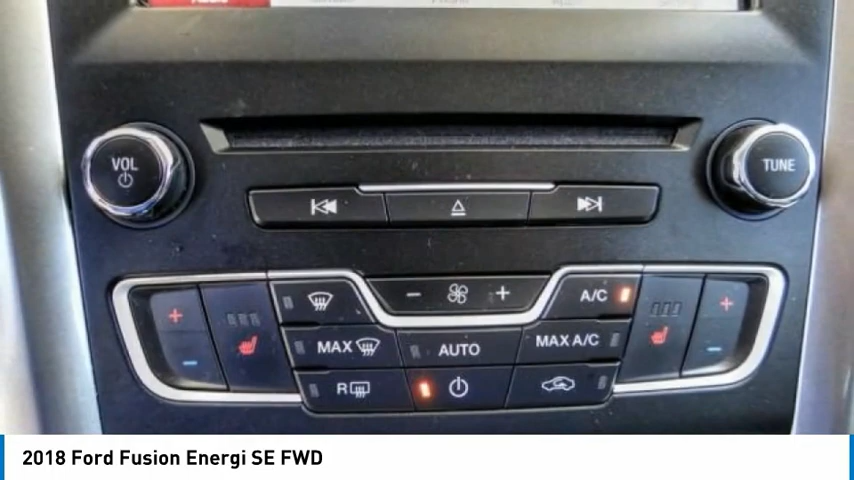 VOL
TUNE
A/C
MAX
AUTO
MAX A/C
R
2018 Ford Fusion Energi SE FWD